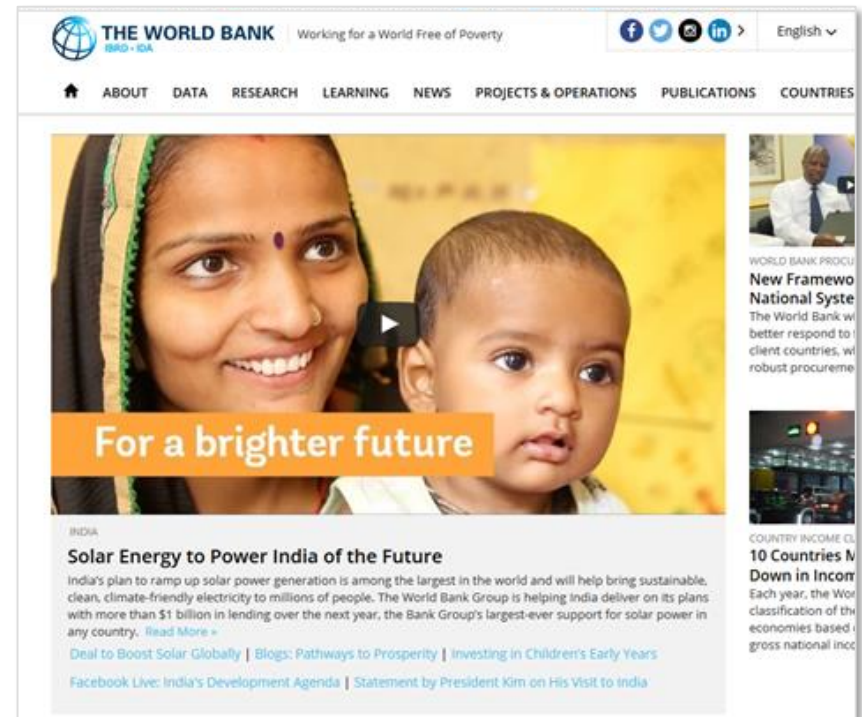 THE WORLD BANK
IBRD • IDA
Working for a World Free of Poverty
English
ABOUT DATA RESEARCH LEARNING NEWS PROJECTS & OPERATIONS PUBLICATIONS COUNTRIES
For a brighter future
INDIA
Solar Energy to Power India of the Future
India's plan to ramp up solar power generation is among the largest in the world and will help bring sustainable,
clean, climate-friendly electricity to millions of people. The World Bank Group is helping India deliver on its plans
with more than $1 billion in lending over the next year, the Bank Group's largest-ever support for solar power in
any country. Read More »
Deal to Boost Solar Globally | Blogs: Pathways to Prosperity | Investing in Children's Early Years
Facebook Live: India's Development Agenda | Statement by President Kim on His Visit to India
WORLD BANK PROCU
New Framewo
National Syste
The World Bank wi
better respond to
client countries, wi
robust procureme
COUNTRY INCOME CL
10 Countries M
Down in Incom
Each year, the Wor
classification of the
economies based
gross national inco